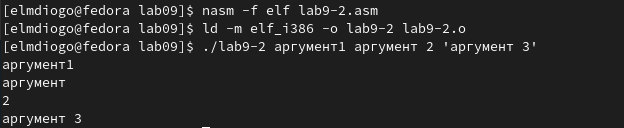 [elmdiogo@fedora lab09]$ nasm -f elf lab9-2.asm
[elmdiogo@fedora lab09]$ ld -m elf_i386 -o lab9-2 lab9-2.o
[elmdiogo@fedora lab09]$ ./lab9-2 аргумент1 аргумент 2 'аргумент 3'
аргумент1
аргумент
2
аргумент 3